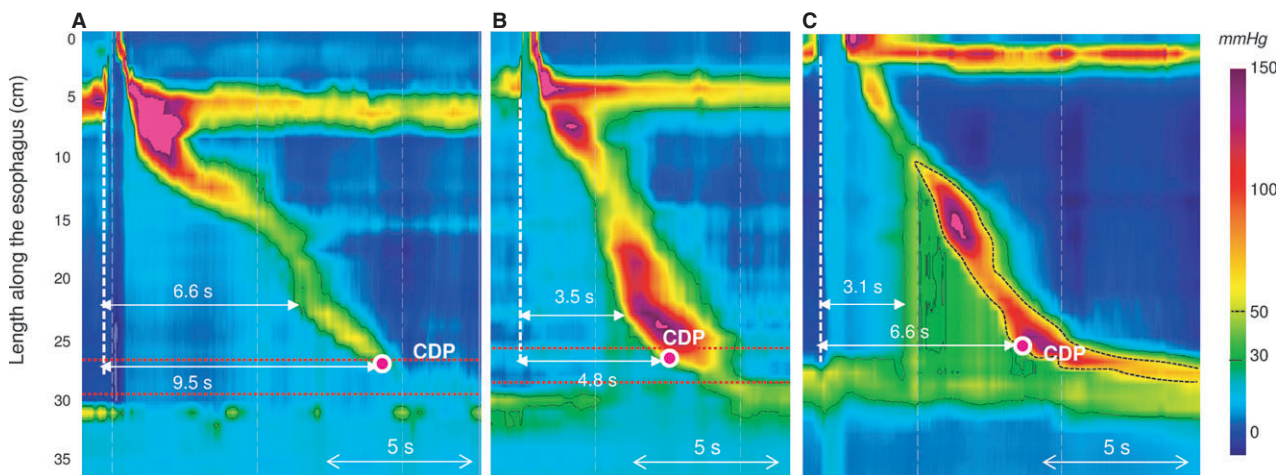 A
B
C
mmHg
Length along the esophagus (cm)
0
5
10
15
20
25
30
35
6.6 s
CDP
9.5 s
5 s
3.5 s
CDP
4.8 s
5 s
3.1 s
6.6 s
CDP
5 s
150
100
50
30
0